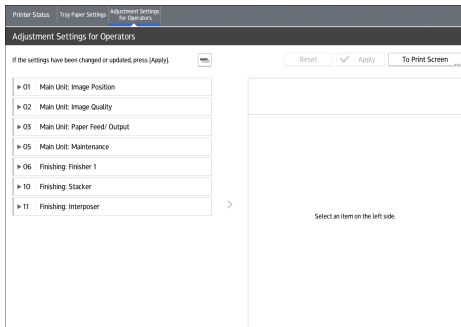 Printer Status
Tray Paper Settings
Adjustment Settings
for Operators
Adjustment Settings for Operators
If the settings have been changed or updated, press [Apply].
Reset
Apply
To Print Screen
01 Main Unit: Image Position
02 Main Unit: Image Quality
03 Main Unit: Paper Feed/ Output
05 Main Unit: Maintenance
06 Finishing: Finisher 1
10 Finishing: Stacker
11 Finishing: Interposer
Select an item on the left side.